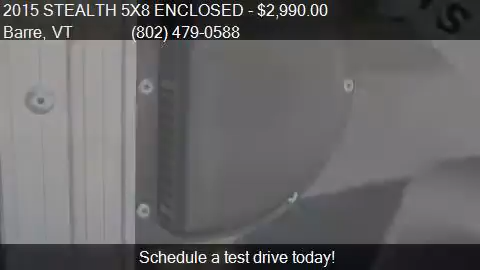 2015 STEALTH 5X8 ENCLOSED - $2,990.00
Barre, VT (802) 479-0588
Schedule a test drive today!